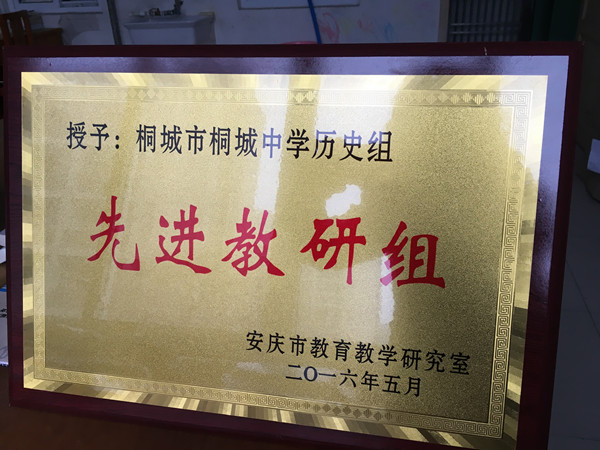 授予：桐城市桐城中学历史组
先进教研组
安庆市教育教学研究室
二〇一六年五月